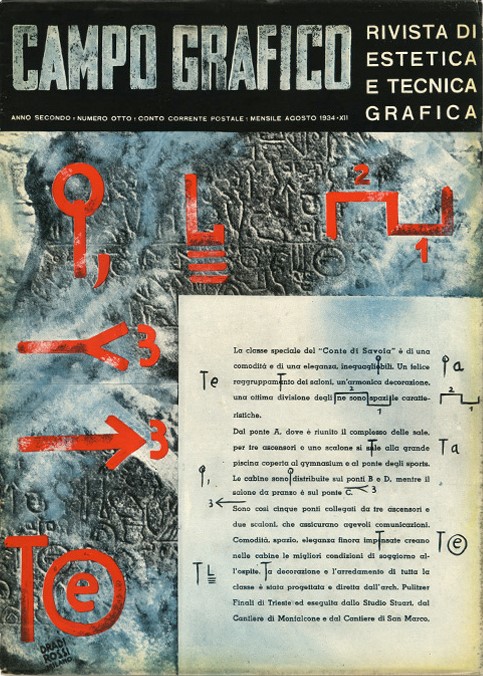 CAMPO GRAFICO
RIVISTA DI
ESTETICA
E TECNICA
GRAFICA
ANNO SECONDO : NUMERO OTTO : CONTO CORRENTE POSTALE : MENSILE AGOSTO 1934 · XII
2
1
3
3
Te
La classe speciale del "Conte di Savoia" è di una
comodità e di una eleganza, ineguagliabili. Un felice
a
Te
raggruppamento dei saloni, un'armonica decorazione,
2
una ottima divisione degli ne sono spazi le caratte-
2
1
1
ristiche.
Dal ponte A, dove è riunito il complesso delle sale,
per tre ascensori o uno scalone si sale alla grande
Ta
piscina coperta al gymnasium e al ponte degli sports.
Le cabine sono distribuite sui ponti B e D, mentre il
salone da pranzo è sul ponte C.
3
3
Sono così cinque ponti collegati da tre ascensori e
due scaloni, che assicurano agevoli comunicazioni.
Comodità, spazio, eleganza finora impensate creano
Te
nelle cabine le migliori condizioni di soggiorno al-
l'ospite. La decorazione e l'arredamento di tutta la
TL
classe è stata progettata e diretta dall'arch. Pulitzer
Finali di Trieste ed eseguita dallo Studio Stuart, dal
Cantiere di Monfalcone e dal Cantiere di San Marco.
DRADI
ROSSI
MILANO